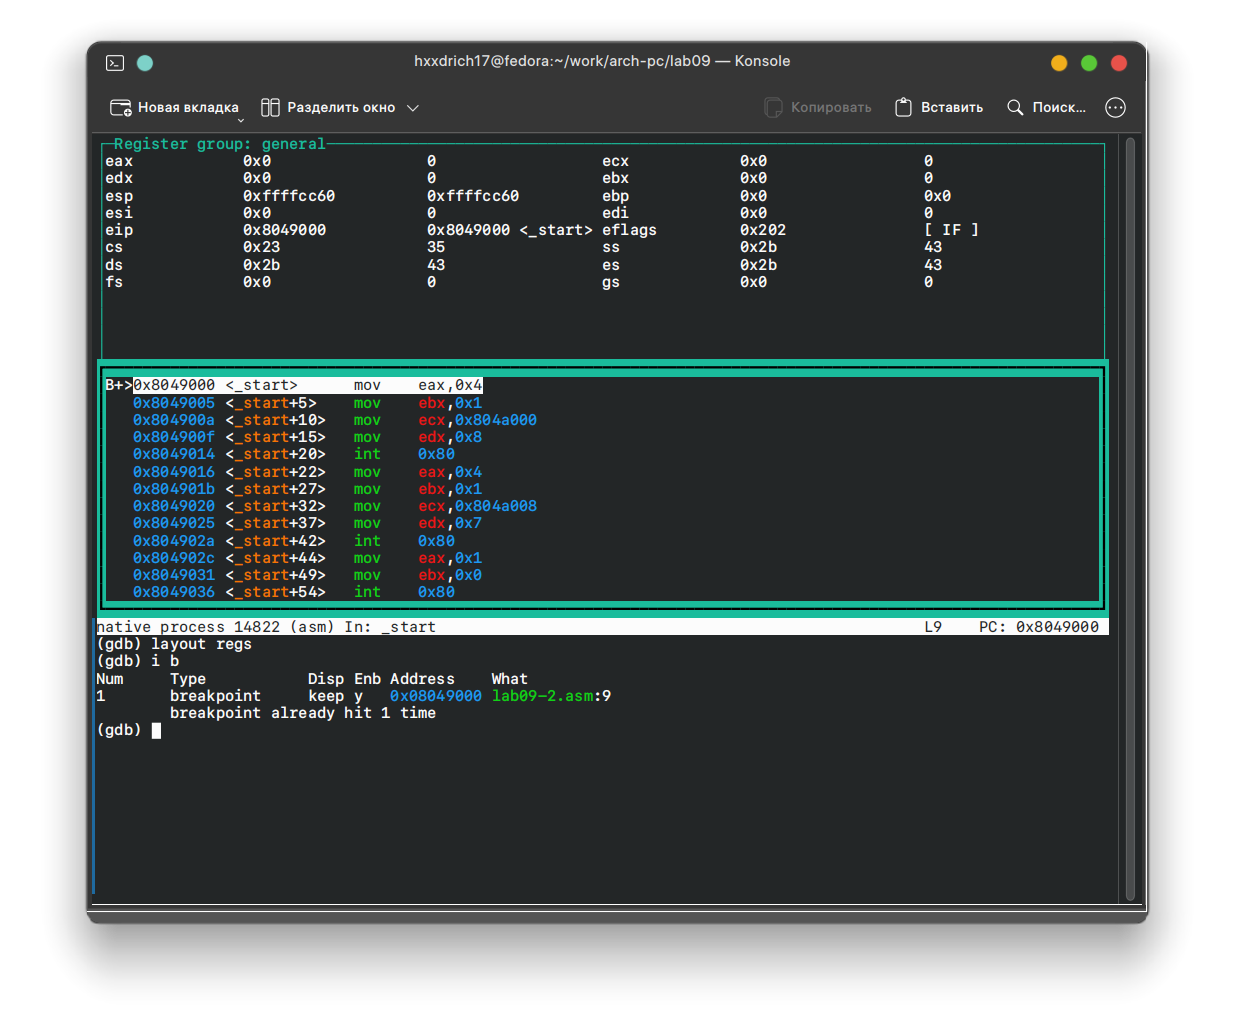 hxxdrich17@fedora:~/work/arch-pc/lab09 — Konsole
Новая вкладка Разделить окно Копировать Вставить Поиск...
Register group: general
eax 0x0 0 ecx 0x0 0
edx 0x0 0 ebx 0x0 0
esp 0xffffcc60 0xffffcc60 ebp 0x0 0x0
esi 0x0 0 edi 0x0 0
eip 0x8049000 0x8049000 <_start> eflags 0x202 [ IF ]
cs 0x23 35 ss 0x2b 43
ds 0x2b 43 es 0x2b 43
fs 0x0 0 gs 0x0 0
B+>0x8049000 <_start> mov eax,0x4
0x8049005 <_start+5> mov ebx,0x1
0x804900a <_start+10> mov ecx,0x804a000
0x804900f <_start+15> mov edx,0x8
0x8049014 <_start+20> int 0x80
0x8049016 <_start+22> mov eax,0x4
0x804901b <_start+27> mov ebx,0x1
0x8049020 <_start+32> mov ecx,0x804a008
0x8049025 <_start+37> mov edx,0x7
0x804902a <_start+42> int 0x80
0x804902c <_start+44> mov eax,0x1
0x8049031 <_start+49> mov ebx,0x0
0x8049036 <_start+54> int 0x80
native process 14822 (asm) In: _start L9 PC: 0x8049000
(gdb) layout regs
(gdb) i b
Num Type Disp Enb Address What
1 breakpoint keep y 0x08049000 lab09-2.asm:9
breakpoint already hit 1 time
(gdb)